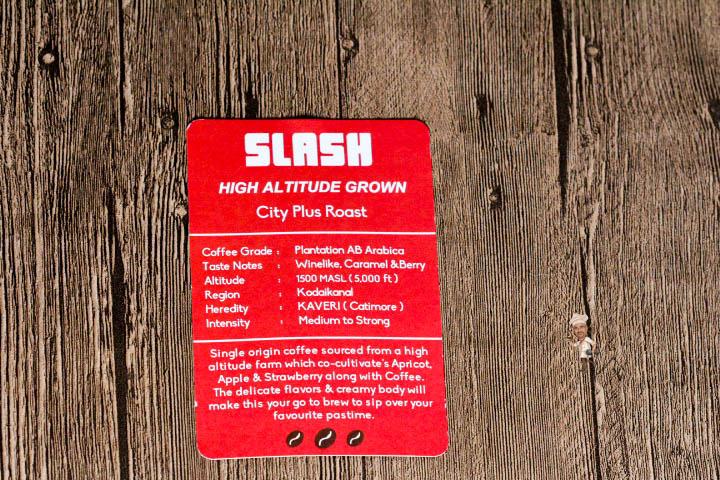 SLASH
HIGH ALTITUDE GROWN
City Plus Roast
Coffee Grade : Plantation AB Arabica
Taste Notes : Winelike, Caramel &Berry
Altitude : 1500 MASL ( 5,000 ft )
Region : Kodaikanal
Heredity : KAVERI ( Catimore )
Intensity : Medium to Strong
Single origin coffee sourced from a high
altitude farm which co-cultivate's Apricot,
Apple & Strawberry along with Coffee.
The delicate flavors & creamy body will
make this your go to brew to sip over your
favourite pastime.